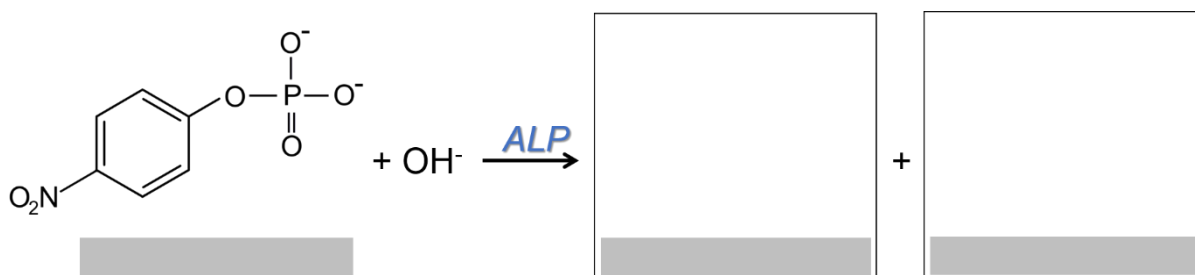 O⁻
O P O⁻
O
O₂N
+ OH⁻ ALP +